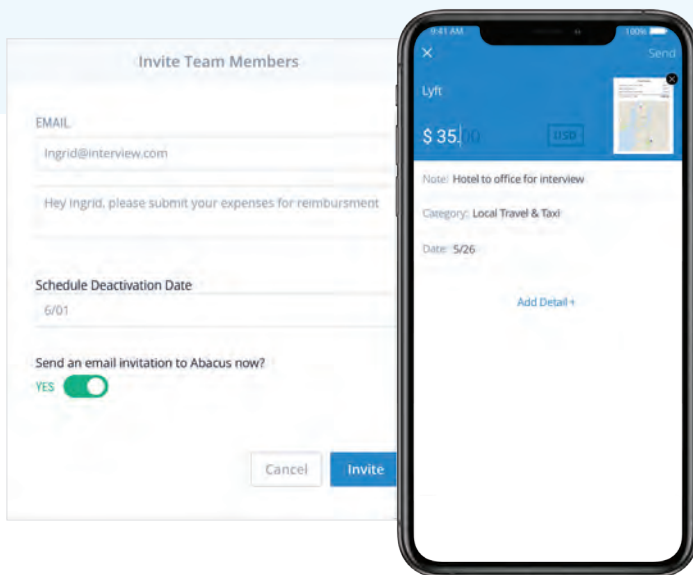 Invite Team Members
EMAIL
Ingrid@interview.com
Hey Ingrid, please submit your expenses for reimbursment
Schedule Deactivation Date
6/01
Send an email invitation to Abacus now?
YES
Cancel
Invite
9:41 AM
100%
Send
Lyft
$ 35.00
USD
Note: Hotel to office for interview
Category: Local Travel & Taxi
Date: 5/26
Add Detail +